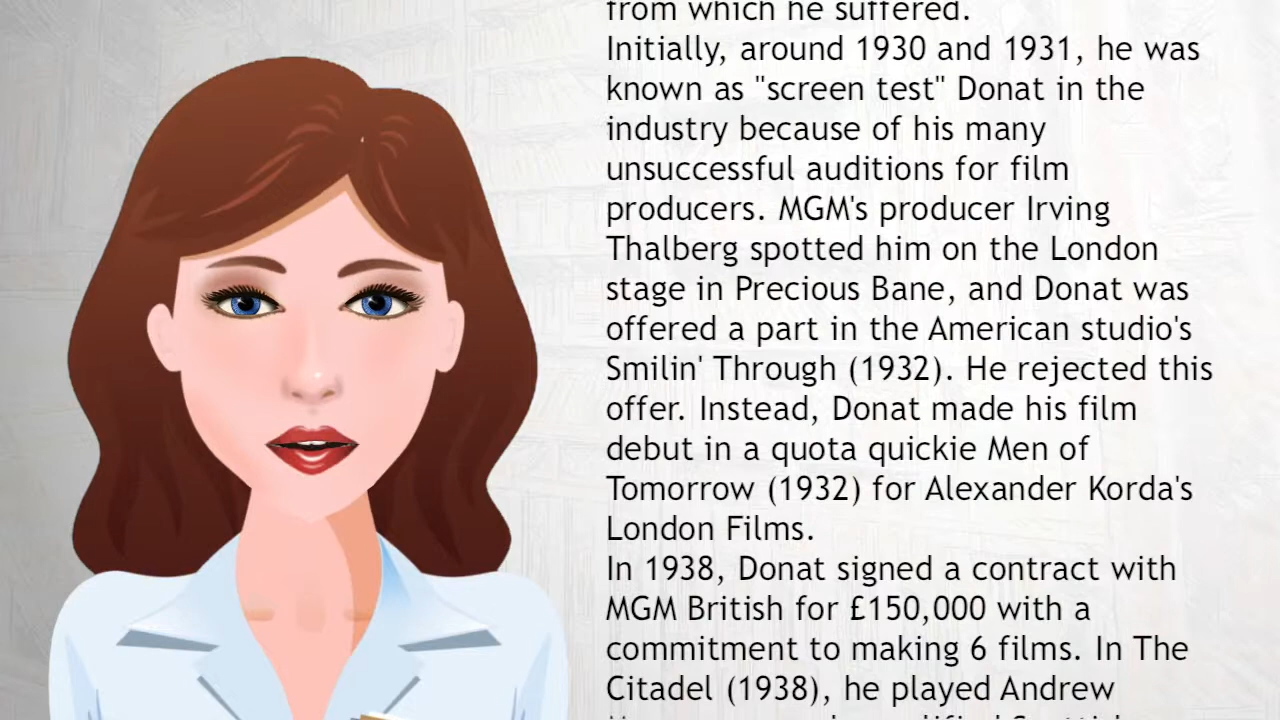 from which he suffered.
Initially, around 1930 and 1931, he was
known as "screen test" Donat in the
industry because of his many
unsuccessful auditions for film
producers. MGM's producer Irving
Thalberg spotted him on the London
stage in Precious Bane, and Donat was
offered a part in the American studio's
Smilin' Through (1932). He rejected this
offer. Instead, Donat made his film
debut in a quota quickie Men of
Tomorrow (1932) for Alexander Korda's
London Films.
In 1938, Donat signed a contract with
MGM British for £150,000 with a
commitment to making 6 films. In The
Citadel (1938), he played Andrew